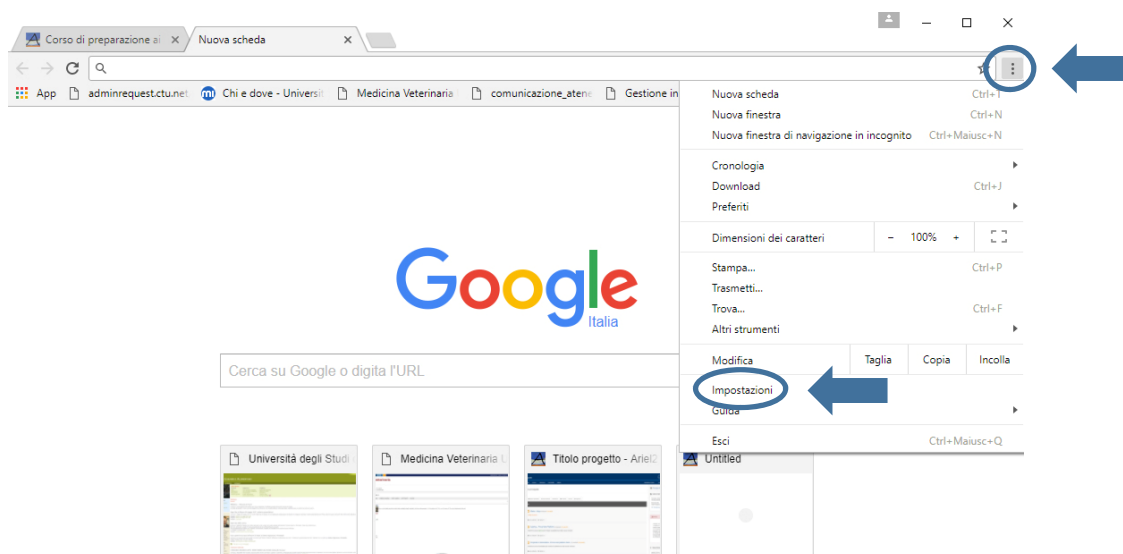 Corso di preparazione ai
Nuova scheda
App
adminrequest.ctu.net
Chi e dove - Universit
Medicina Veterinaria
comunicazione_atene
Gestione in
Nuova scheda Ctrl+T
Nuova finestra Ctrl+N
Nuova finestra di navigazione in incognito Ctrl+Maiusc+N
Cronologia
Download Ctrl+J
Preferiti
Dimensioni dei caratteri - 100% +
Stampa... Ctrl+P
Trasmetti...
Trova... Ctrl+F
Altri strumenti
Modifica Taglia Copia Incolla
Impostazioni
Guida
Esci Ctrl+Maiusc+Q
Google
Italia
Cerca su Google o digita l'URL
Università degli Studi
Medicina Veterinaria
Titolo progetto - Ariel2
Untitled